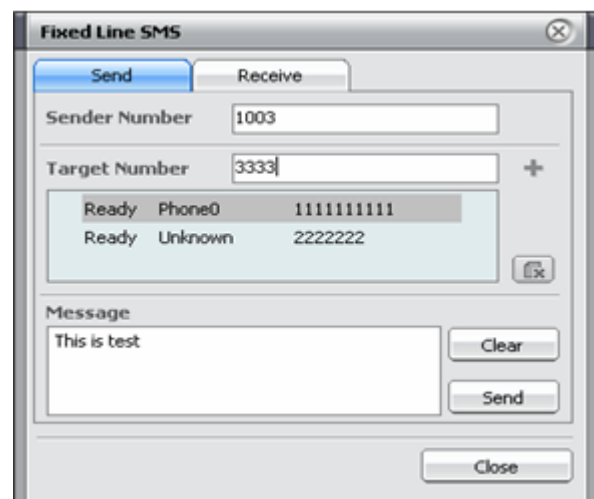 Fixed Line SMS
Send Receive
Sender Number 1003
Target Number 3333
Ready Phone0 1111111111
Ready Unknown 2222222
Message
This is test
Clear
Send
Close